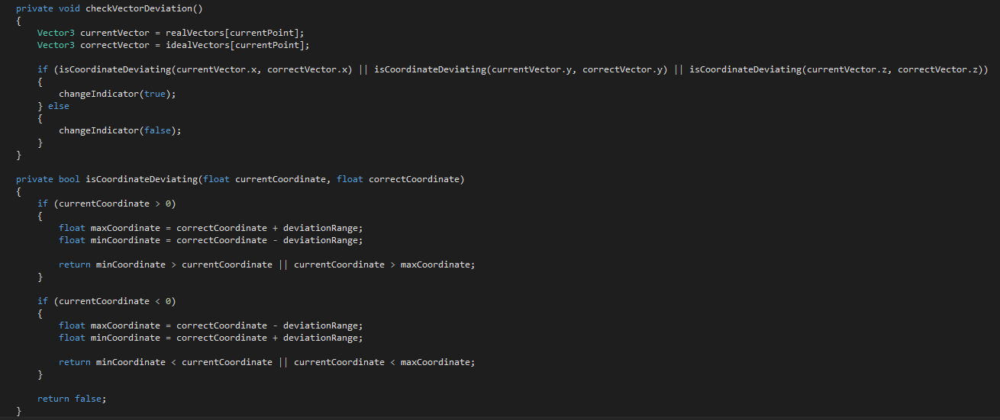 private void checkVectorDeviation()
{
    Vector3 currentVector = realVectors[currentPoint];
    Vector3 correctVector = idealVectors[currentPoint];

    if (isCoordinateDeviating(currentVector.x, correctVector.x) || isCoordinateDeviating(currentVector.y, correctVector.y) || isCoordinateDeviating(currentVector.z, correctVector.z))
    {
        changeIndicator(true);
    } else
    {
        changeIndicator(false);
    }
}

private bool isCoordinateDeviating(float currentCoordinate, float correctCoordinate)
{
    if (currentCoordinate > 0)
    {
        float maxCoordinate = correctCoordinate + deviationRange;
        float minCoordinate = correctCoordinate - deviationRange;

        return minCoordinate > currentCoordinate || currentCoordinate > maxCoordinate;
    }

    if (currentCoordinate < 0)
    {
        float maxCoordinate = correctCoordinate - deviationRange;
        float minCoordinate = correctCoordinate + deviationRange;

        return minCoordinate < currentCoordinate || currentCoordinate < maxCoordinate;
    }

    return false;
}